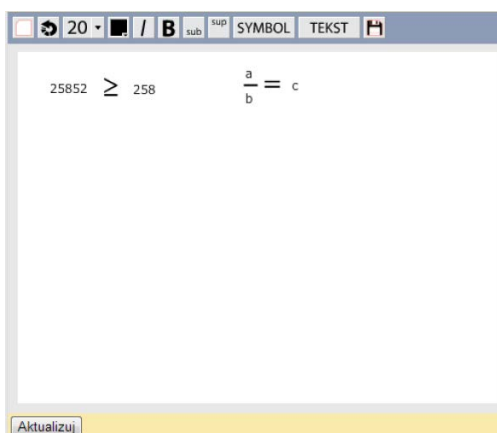 20 I B sub sup SYMBOL TEKST
25852 ≥ 258
a
b
= c
Aktualizuj